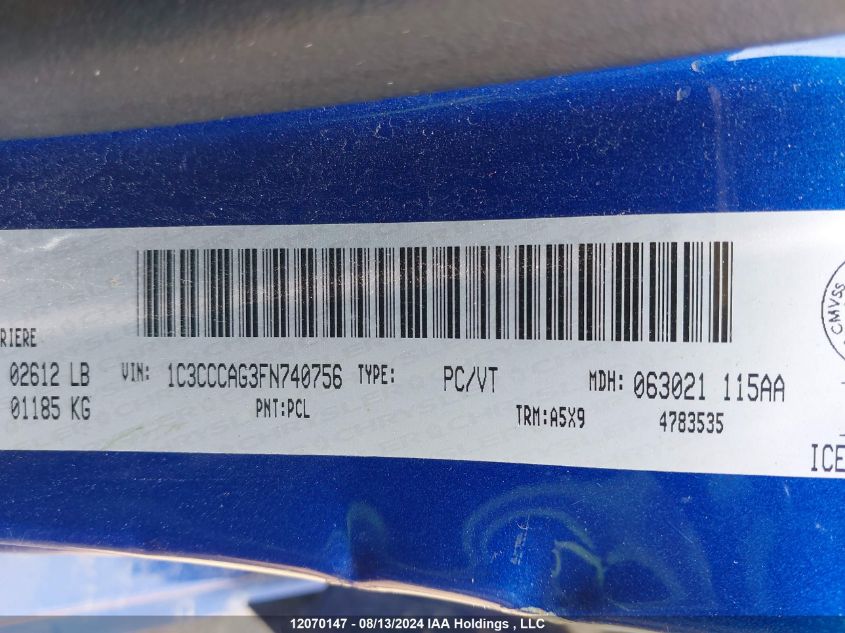 RIERE
02612 LB
01185 KG
VIN: 1C3CCCAG3FN740756 TYPE: PC/VT MDH: 063021 115AA
PNT:PCL TRM:A5X9 4783535
CMVSS
ICE
12070147 - 08/13/2024 IAA Holdings , LLC